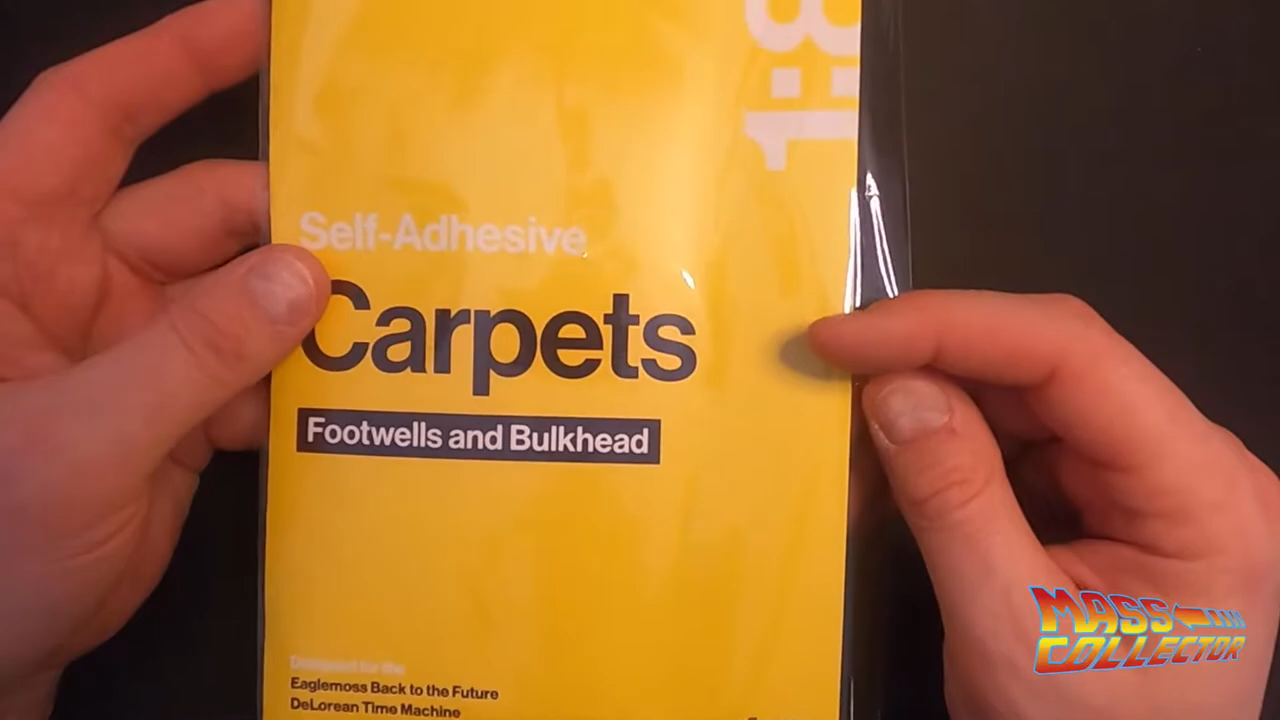 1:8
Self-Adhesive
Carpets
Footwells and Bulkhead
Designed for the
Eaglemoss Back to the Future
DeLorean Time Machine
MASS
COLLECTOR